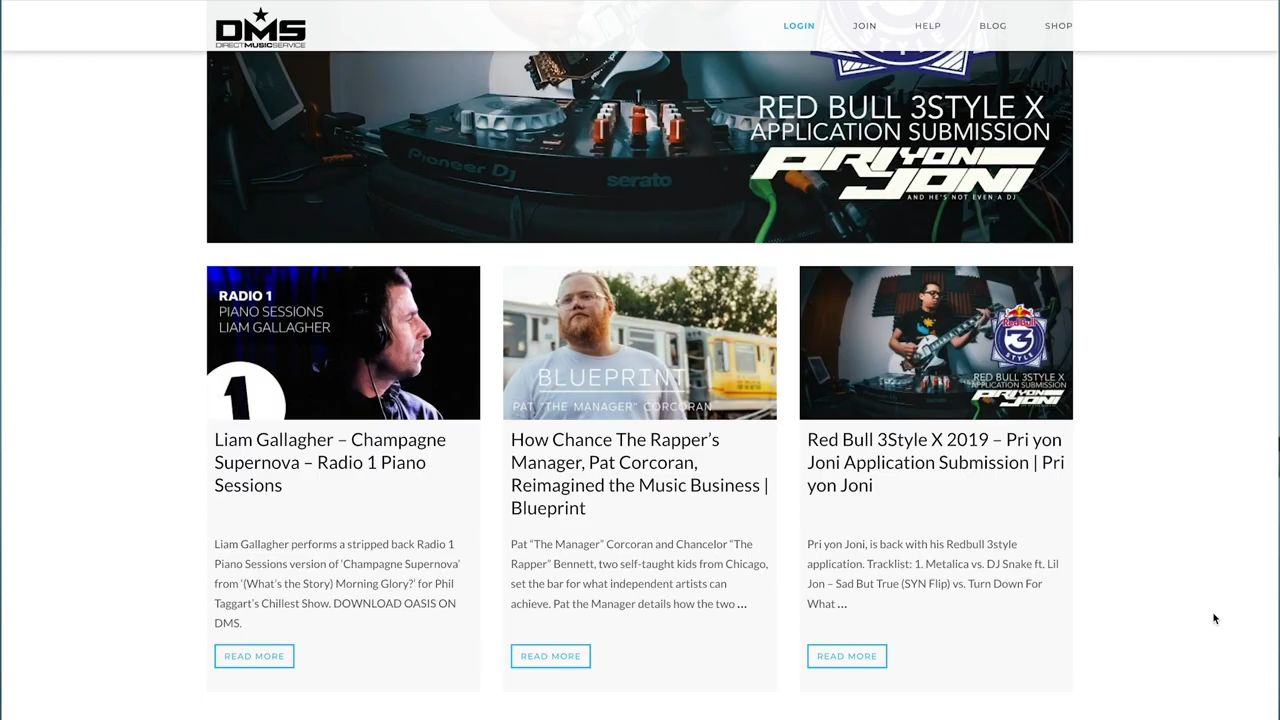 DMS
DIRECTMUSICSERVICE
LOGIN JOIN HELP BLOG SHOP
STYLE
RED BULL 3STYLE X
APPLICATION SUBMISSION
PRI YON
JONI
AND HE'S NOT EVEN A DJ
Pioneer Dj
serato
RADIO 1
PIANO SESSIONS
LIAM GALLAGHER
1
BLUEPRINT
PAT "THE MANAGER" CORCORAN
Red Bull
3
STYLE
RED BULL 3STYLE X
APPLICATION SUBMISSION
PRI YON
JONI
Liam Gallagher – Champagne
Supernova – Radio 1 Piano
Sessions
Liam Gallagher performs a stripped back Radio 1
Piano Sessions version of ‘Champagne Supernova’
from ‘(What’s the Story) Morning Glory?’ for Phil
Taggart’s Chillest Show. DOWNLOAD OASIS ON
DMS.
READ MORE
How Chance The Rapper’s
Manager, Pat Corcoran,
Reimagined the Music Business |
Blueprint
Pat “The Manager” Corcoran and Chancelor “The
Rapper” Bennett, two self-taught kids from Chicago,
set the bar for what independent artists can
achieve. Pat the Manager details how the two ...
READ MORE
Red Bull 3Style X 2019 – Pri yon
Joni Application Submission | Pri
yon Joni
Pri yon Joni, is back with his Redbull 3style
application. Tracklist: 1. Metalica vs. DJ Snake ft. Lil
Jon – Sad But True (SYN Flip) vs. Turn Down For
What ...
READ MORE